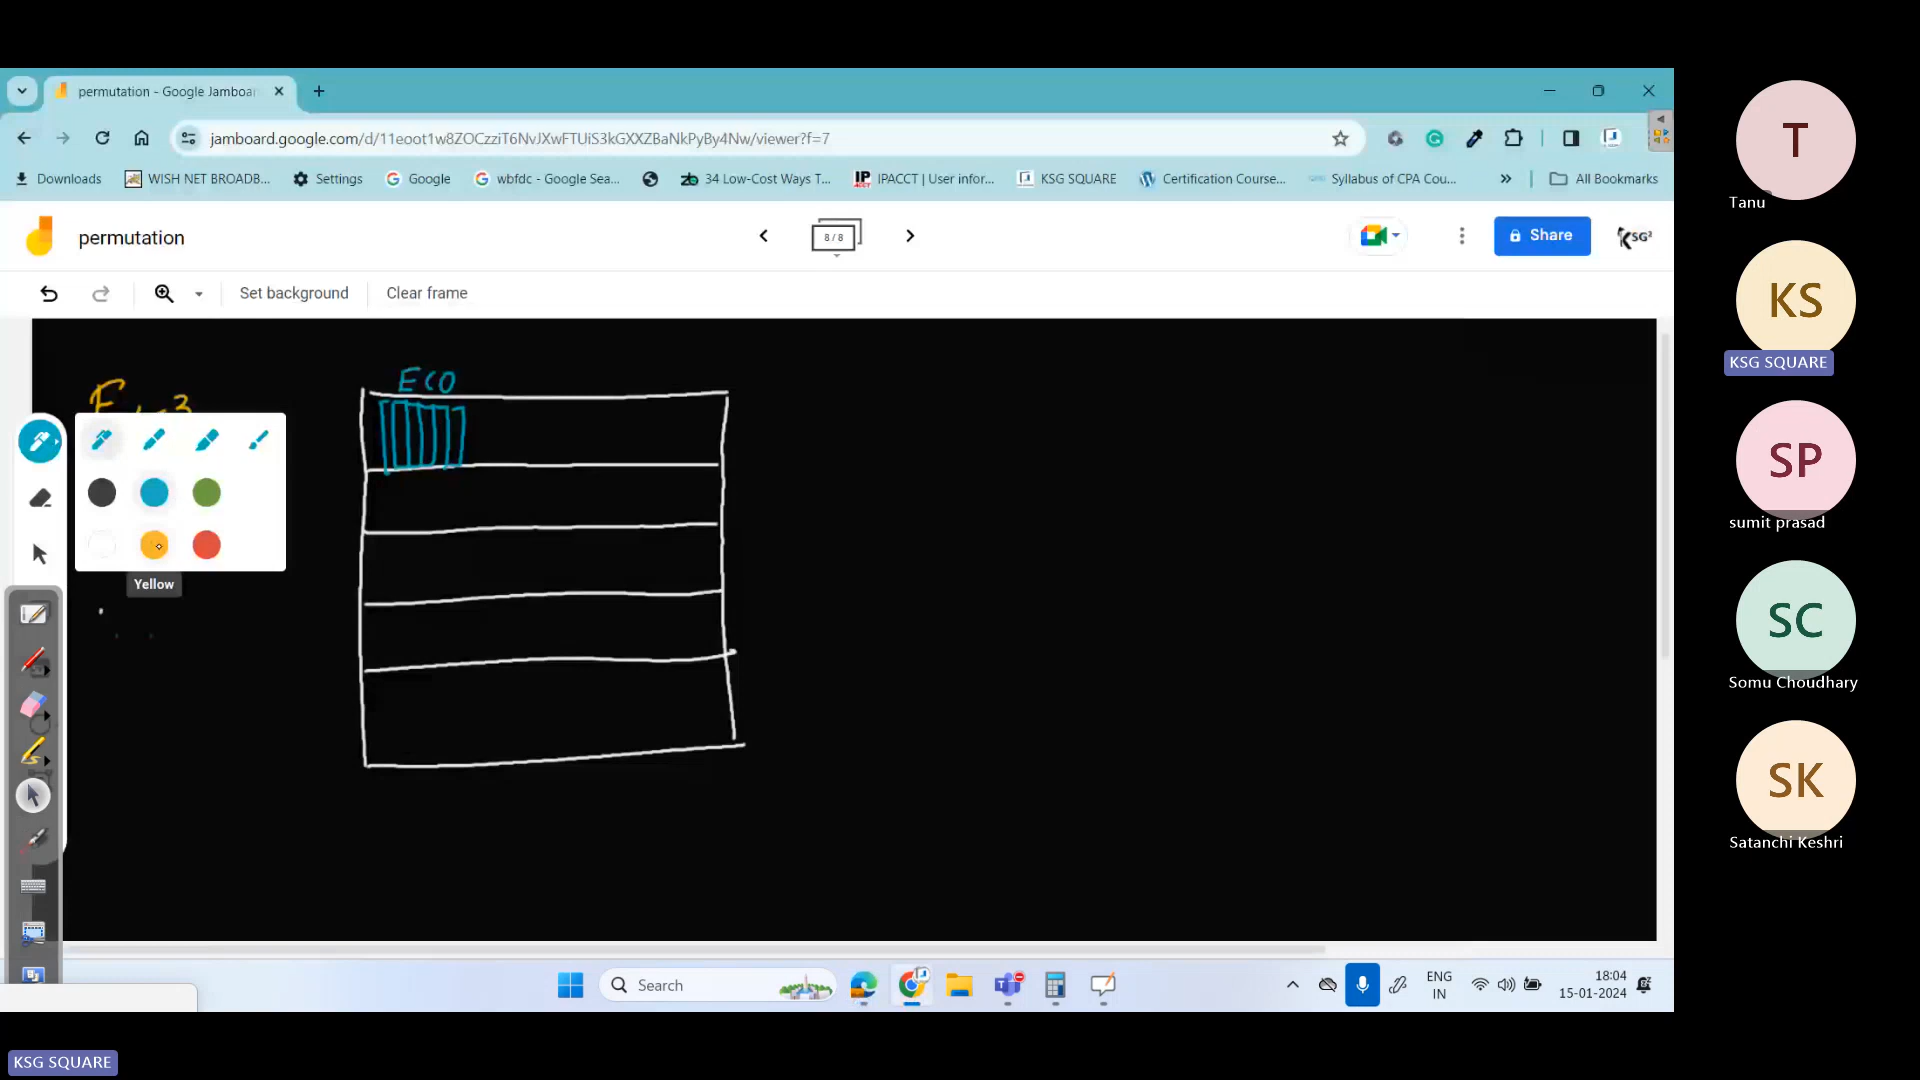 permutation - Google Jamboar
jamboard.google.com/d/11eoot1w8ZOCzziT6NvJXwFTUiS3kGXXZBaNkPyBy4Nw/viewer?f=7
Downloads WISH NET BROADB... Settings Google wbfdc - Google Sea... 34 Low-Cost Ways T... IPACCT | User infor... KSG SQUARE Certification Course... Syllabus of CPA Cou... » All Bookmarks
permutation 8 / 8 Share KSG²
Set background Clear frame
ECO
3
Yellow
Search
ENG
IN
18:04
15-01-2024
T
Tanu
KS
KSG SQUARE
SP
sumit prasad
SC
Somu Choudhary
SK
Satanchi Keshri
KSG SQUARE